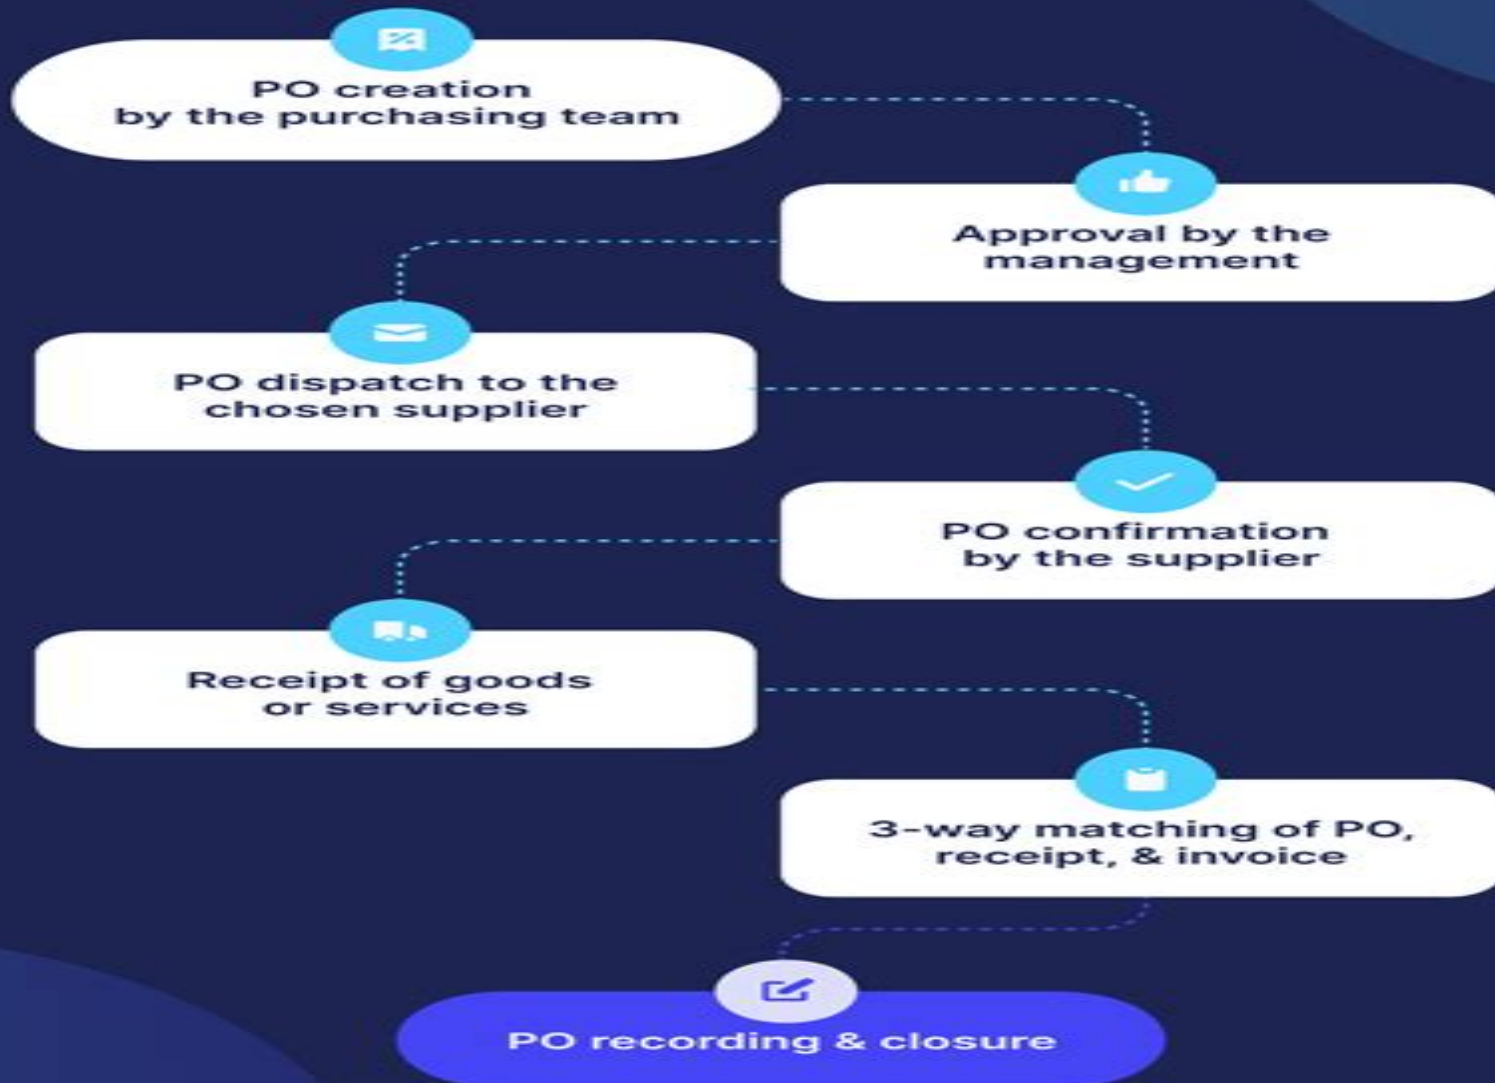 PO creation
by the purchasing team
Approval by the
management
PO dispatch to the
chosen supplier
PO confirmation
by the supplier
Receipt of goods
or services
3-way matching of PO,
receipt, & invoice
PO recording & closure